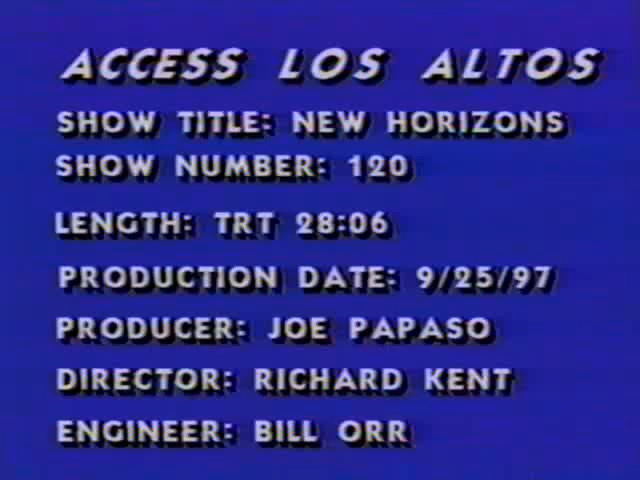 ACCESS LOS ALTOS
SHOW TITLE: NEW HORIZONS
SHOW NUMBER: 120
LENGTH: TRT 28:06
PRODUCTION DATE: 9/25/97
PRODUCER: JOE PAPASO
DIRECTOR: RICHARD KENT
ENGINEER: BILL ORR